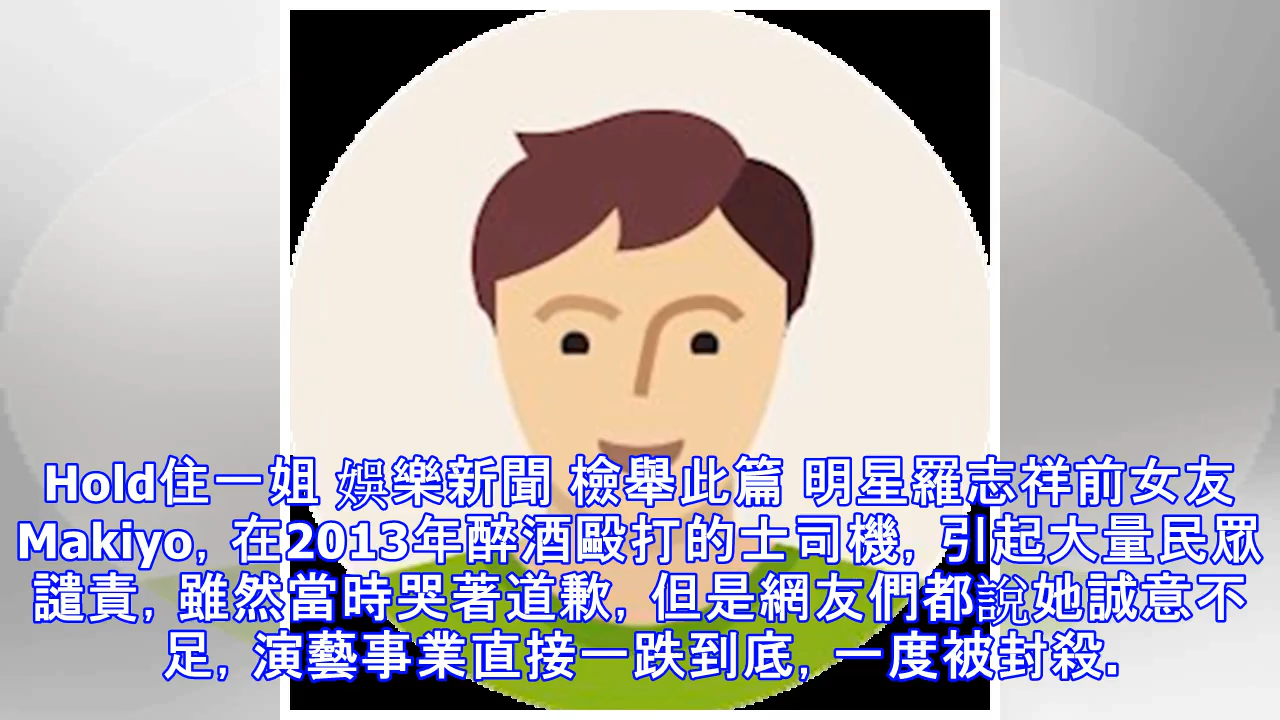 Hold住一姐 娛樂新聞 檢舉此篇 明星羅志祥前女友
Makiyo, 在2013年醉酒毆打的士司機, 引起大量民眾
譴責, 雖然當時哭著道歉, 但是網友們都說她誠意不
足, 演藝事業直接一跌到底, 一度被封殺.